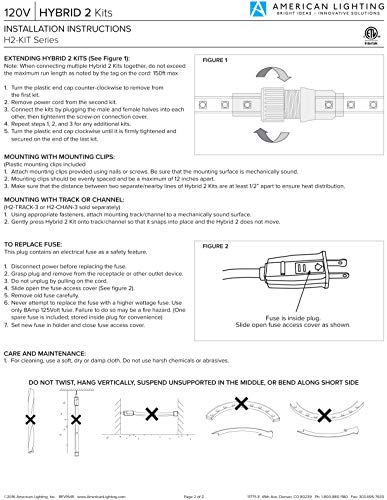 120V HYBRID 2 Kits
AMERICAN LIGHTING
BRIGHT IDEAS • INNOVATIVE SOLUTIONS
INSTALLATION INSTRUCTIONS
H2-KIT Series
EXTENDING HYBRID 2 KITS (See Figure 1):
Note: When connecting multiple Hybrid 2 Kits together, do not exceed
the maximum run length as noted by the tag on the cord: 150ft max
1. Turn the plastic end cap counter-clockwise to remove from
the first kit.
2. Remove power cord from the second kit.
3. Connect the kits by plugging the male and female halves into each
other, then tightenent the screw-on connection cover.
4. Repeat steps 1, 2, and 3 for any additional kits.
5. Turn the plastic end cap clockwise until it is firmly tightened and
secured on the end of the last kit.
FIGURE 1
MOUNTING WITH MOUNTING CLIPS:
(Plastic mounting clips included)
1. Attach mounting clips provided using nails or screws. Be sure that the mounting surface is mechanically sound.
2. Mounting clips should be evenly spaced and be a maximum of 12 inches apart.
3. Make sure that the distance between two separate/nearby lines of Hybrid 2 Kits are at least 1/2" apart to ensure heat distribution.
MOUNTING WITH TRACK OR CHANNEL:
(H2-TRACK-3 or H2-CHAN-3 sold separately)
1. Using appropriate fasteners, attach mounting track/channel to a mechanically sound surface.
2. Gently press Hybrid 2 Kit onto track/channel so that it snaps into place and the Hybrid 2 does not move.
TO REPLACE FUSE:
This plug contains an electrical fuse as a safety feature.
1. Disconnect power before replacing the fuse.
2. Grasp plug and remove from the receptacle or other outlet device.
3. Do not unplug by pulling on the cord.
4. Slide open the fuse access cover (See figure 2).
5. Remove old fuse carefully.
6. Never attempt to replace the fuse with a higher wattage fuse. Use
only 8Amp 125Volt fuse. Failure to do so may be a fire hazard. (One
spare fuse is included; stored inside plug for convenience)
7. Set new fuse in holder and close fuse access cover.
FIGURE 2
Fuse is inside plug.
Slide open fuse access cover as shown.
CARE AND MAINTENANCE:
1. For cleaning, use a soft, dry or damp cloth. Do not use harsh chemicals or abrasives.
DO NOT TWIST, HANG VERTICALLY, SUSPEND UNSUPPORTED IN THE MIDDLE, OR BEND ALONG SHORT SIDE
American Lighting, Inc.
www.AmericanLighting.com
Page 2 of 2